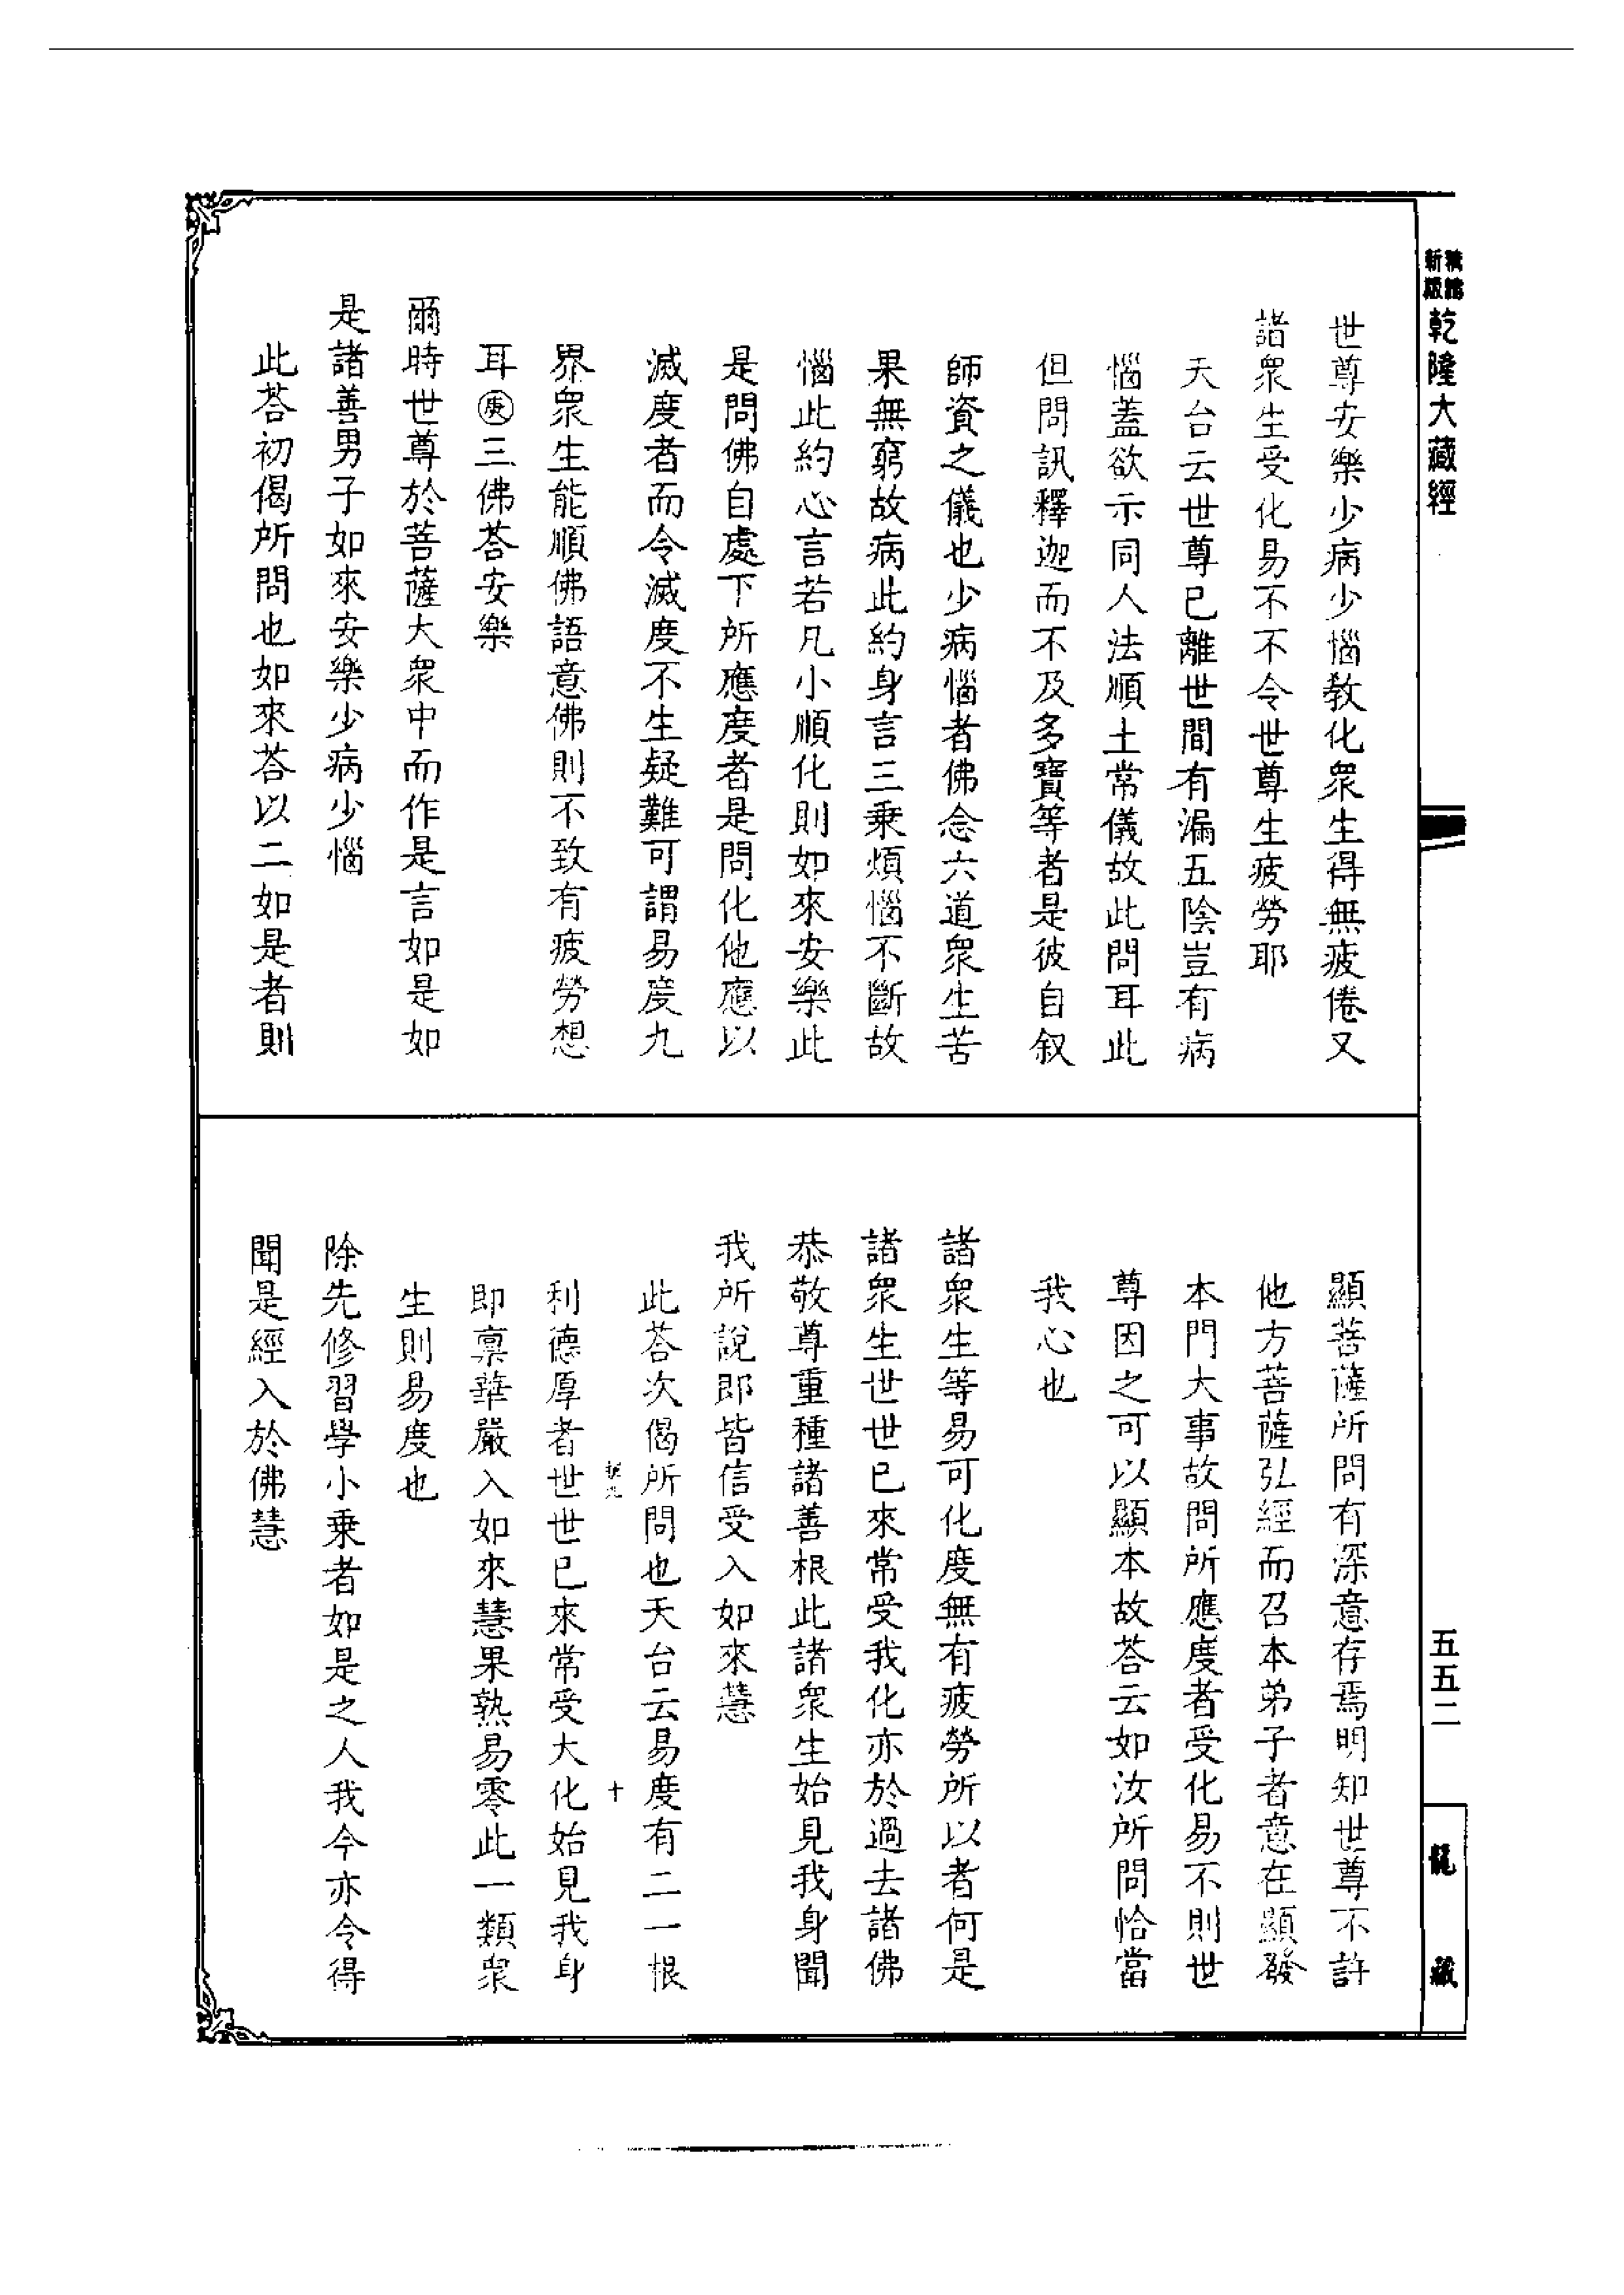 乾隆大藏經
世尊安樂少病少惱教化眾生得無疲倦又
諸眾生受化易不不令世尊生疲勞耶
天台云世尊已離世間有漏五陰豈有病
惱蓋欲示同人法順土常儀故此問耳此
但問訊釋迦而不及多寶等者是彼自叙
師資之儀也少病惱者佛念六道眾生苦
果無窮故病此約身言三乘煩惱不斷故
惱此約心言若凡小順化則如來安樂此
是問佛自處下所應度者是問化他應以
滅度者而令滅度不生疑難可謂易度九
界眾生能順佛語意佛則不致有疲勞想
耳庚三佛荅安樂
爾時世尊於菩薩大眾中而作是言如是如
是諸善男子如來安樂少病少惱
此荅初偈所問也如來荅以二如是者則
顯菩薩所問有深意存焉明知世尊不許
他方菩薩弘經而召本弟子者意在顯發
本門大事故問所應度者受化易不則世
尊因之可以顯本故荅云如汝所問恰當
我心也
諸眾生等易可化度無有疲勞所以者何是
諸眾生世世已來常受我化亦於過去諸佛
恭敬尊重種諸善根此諸眾生始見我身聞
我所說即皆信受入如來慧
此荅次偈所問也天台云易度有二一根
利德厚者世世已來常受大化始見我身
即稟華嚴入如來慧果熟易零此一類眾
生則易度也
除先修習學小乘者如是之人我今亦令得
聞是經入於佛慧
十
五五二
龍藏